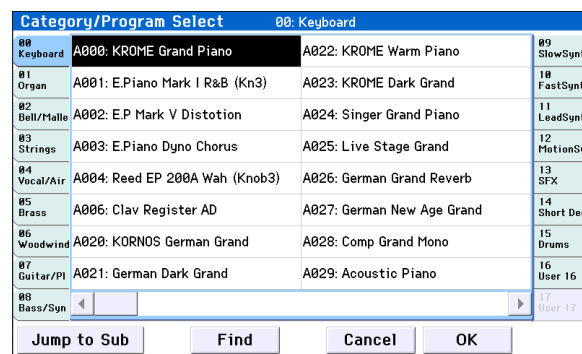 Category/Program Select 00: Keyboard
00
Keyboard
01
Organ
02
Bell/Malle
03
Strings
04
Vocal/Air
05
Brass
06
Woodwind
07
Guitar/Pl
08
Bass/Syn
A000: KROME Grand Piano
A001: E.Piano Mark I R&B (Kn3)
A002: E.P Mark V Distotion
A003: E.Piano Dyno Chorus
A004: Reed EP 200A Wah (Knob3)
A006: Clav Register AD
A020: KORNOS German Grand
A021: German Dark Grand
A022: KROME Warm Piano
A023: KROME Dark Grand
A024: Singer Grand Piano
A025: Live Stage Grand
A026: German Grand Reverb
A027: German New Age Grand
A028: Comp Grand Mono
A029: Acoustic Piano
09
SlowSyn
10
FastSyn
11
LeadSyn
12
MotionS
13
SFX
14
Short De
15
Drums
16
User 16
17
User 17
Jump to Sub Find Cancel OK